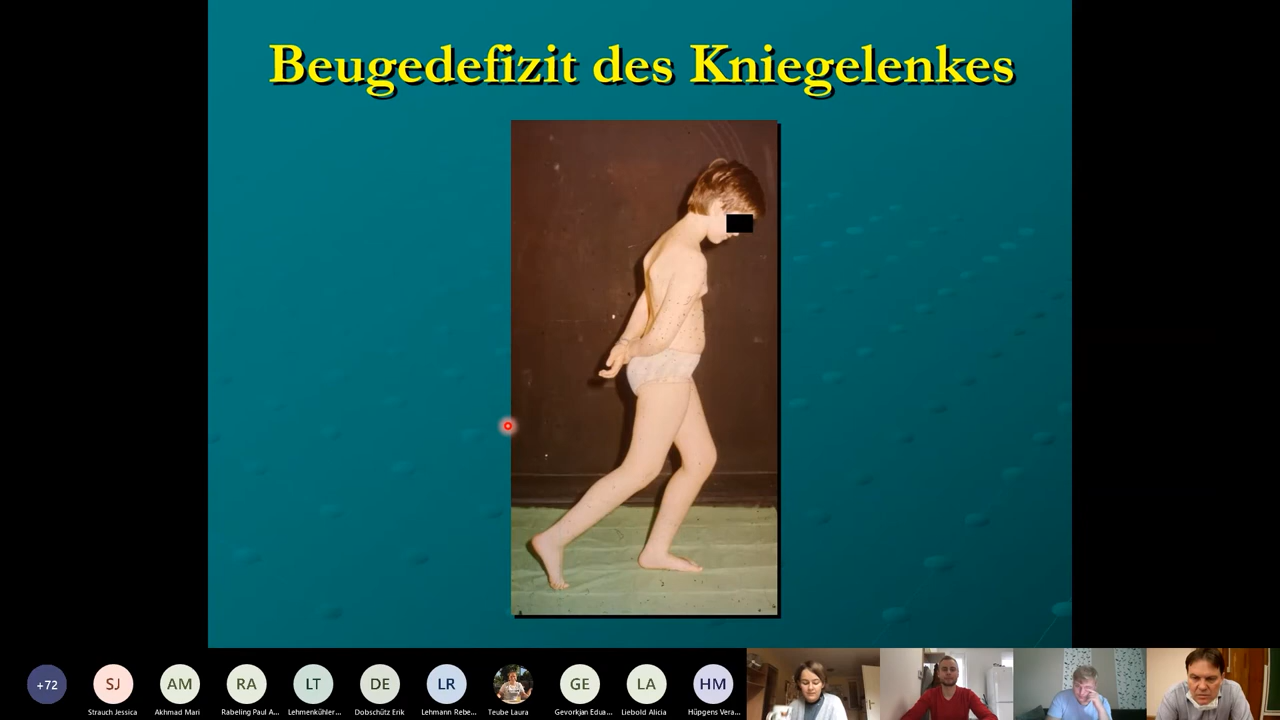 Beugedefizit des Kniegelenkes
+72
SJ
AM
RA
LT
DE
LR
GE
LA
HM
Strauch Jessica
Akhmad Mari
Rabeling Paul A...
Lehmenkühler...
Dobschütz Erik
Lehmann Rebe...
Teube Laura
Gevorkjan Edua...
Liebold Alicia
Hüpgens Vera...